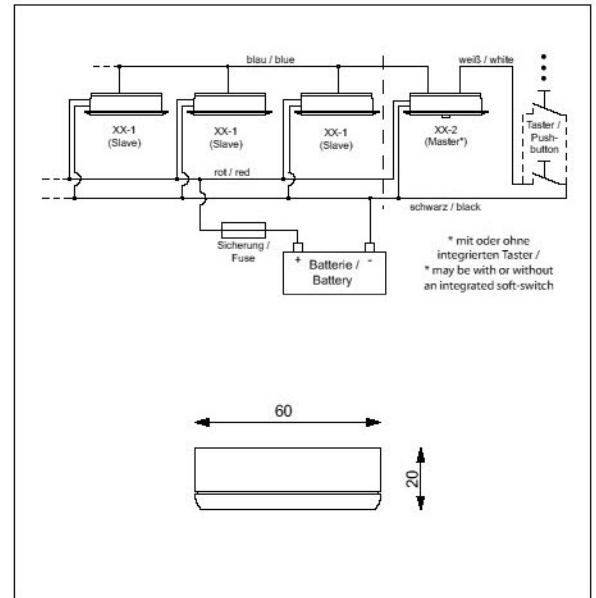 blau / blue
weiß / white
XX-1
(Slave)
XX-1
(Slave)
XX-1
(Slave)
XX-2
(Master*)
Taster /
Push-
button
rot / red
schwarz / black
Sicherung /
Fuse
+ Batterie / -
Battery
* mit oder ohne
integrierten Taster /
* may be with or without
an integrated soft-switch
60
20